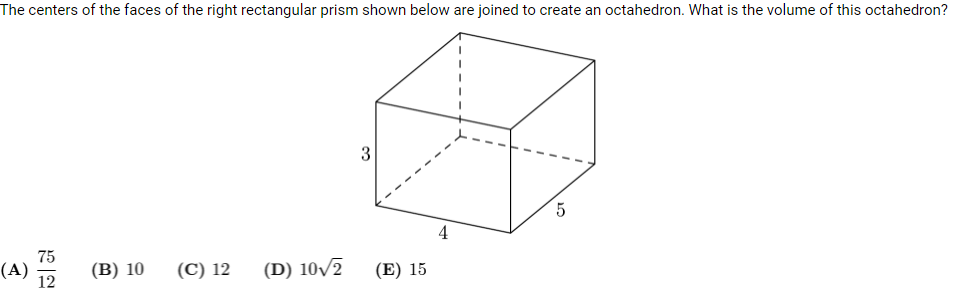 The centers of the faces of the right rectangular prism shown below are joined to create an octahedron. What is the volume of this octahedron?
3
5
4
(A) 75/12 (B) 10 (C) 12 (D) 10√2 (E) 15